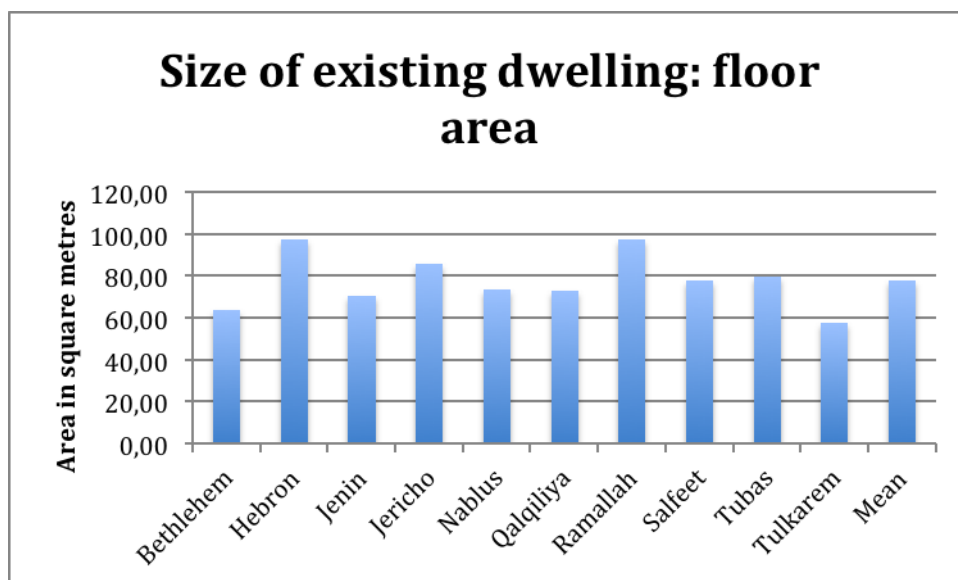 Size of existing dwelling: floor
area
Area in square metres
120,00
100,00
80,00
60,00
40,00
20,00
0,00
Bethlehem
Hebron
Jenin
Jericho
Nablus
Qalqiliya
Ramallah
Salfeet
Tubas
Tulkarem
Mean